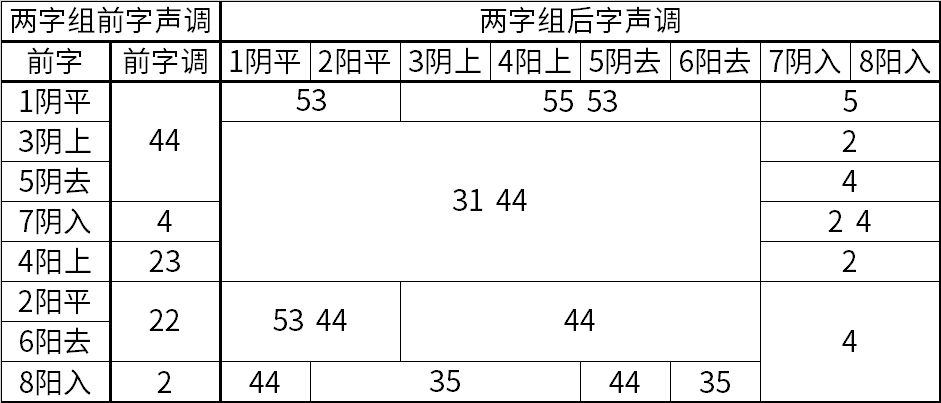 两字组前字声调 两字组后字声调
前字 前字调 1阴平 2阳平 3阴上 4阳上 5阴去 6阳去 7阴入 8阳入
1阴平 44 53 55 53 5
3阴上 31 44 2
5阴去 4
7阴入 4 2 4
4阳上 23 2
2阳平 22 53 44 44 4
6阳去
8阳入 2 44 35 44 35